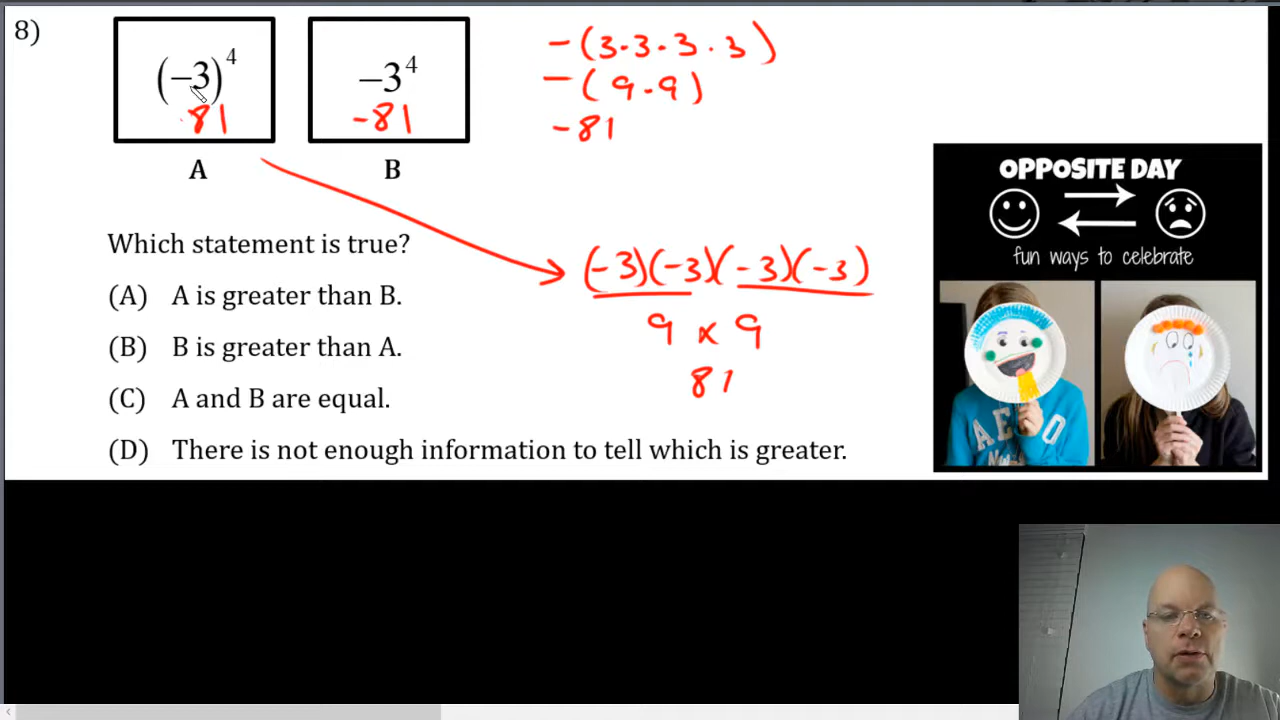 8)
(−3)⁴
81
A
−3⁴
-81
B
-(3·3·3·3)
-(9·9)
-81
Which statement is true?
(A) A is greater than B.
(B) B is greater than A.
(C) A and B are equal.
(D) There is not enough information to tell which is greater.
(-3)(-3)(-3)(-3)
9 x 9
81
OPPOSITE DAY
fun ways to celebrate